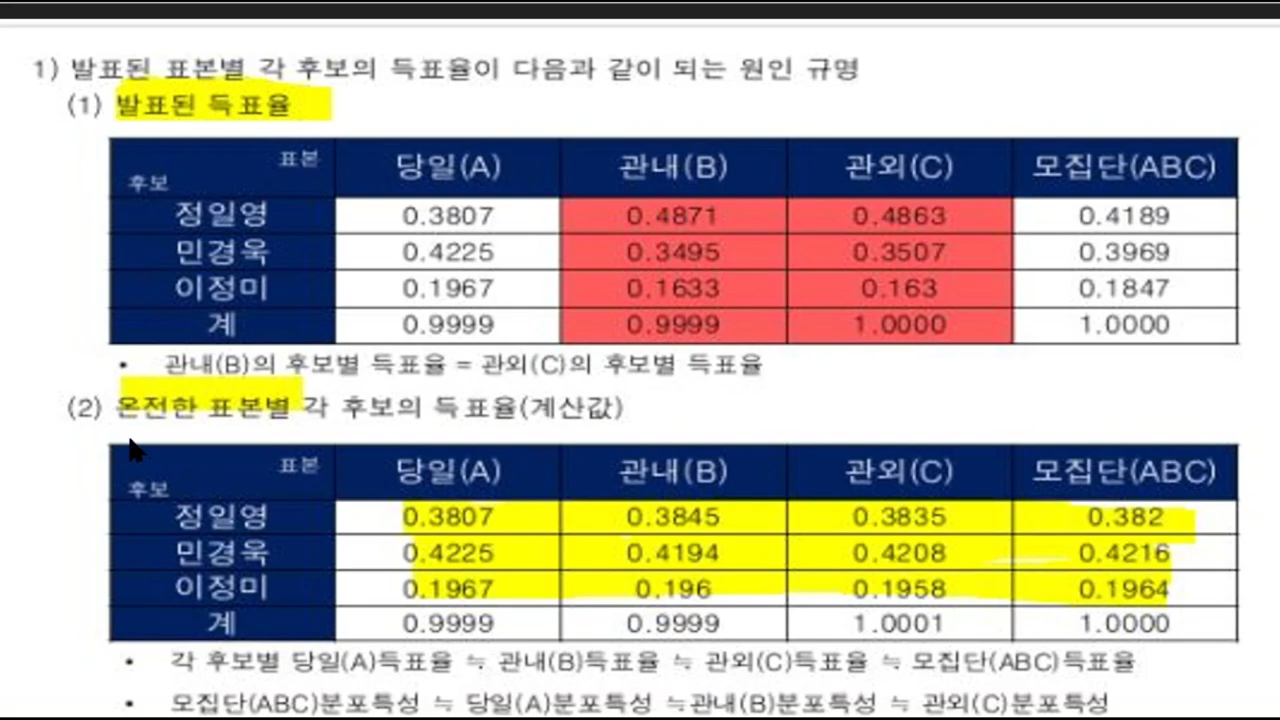 1) 발표된 표본별 각 후보의 득표율이 다음과 같이 되는 원인 규명
(1) 발표된 득표율
표본
후보 당일(A) 관내(B) 관외(C) 모집단(ABC)
정일영 0.3807 0.4871 0.4863 0.4189
민경욱 0.4225 0.3495 0.3507 0.3969
이정미 0.1967 0.1633 0.163 0.1847
계 0.9999 0.9999 1.0000 1.0000
• 관내(B)의 후보별 득표율 = 관외(C)의 후보별 득표율
(2) 온전한 표본별 각 후보의 득표율(계산값)
표본
후보 당일(A) 관내(B) 관외(C) 모집단(ABC)
정일영 0.3807 0.3845 0.3835 0.382
민경욱 0.4225 0.4194 0.4208 0.4216
이정미 0.1967 0.196 0.1958 0.1964
계 0.9999 0.9999 1.0001 1.0000
• 각 후보별 당일(A)득표율 ≒ 관내(B)득표율 ≒ 관외(C)득표율 ≒ 모집단(ABC)득표율
• 모집단(ABC)분포특성 ≒ 당일(A)분포특성 ≒관내(B)분포특성 ≒ 관외(C)분포특성